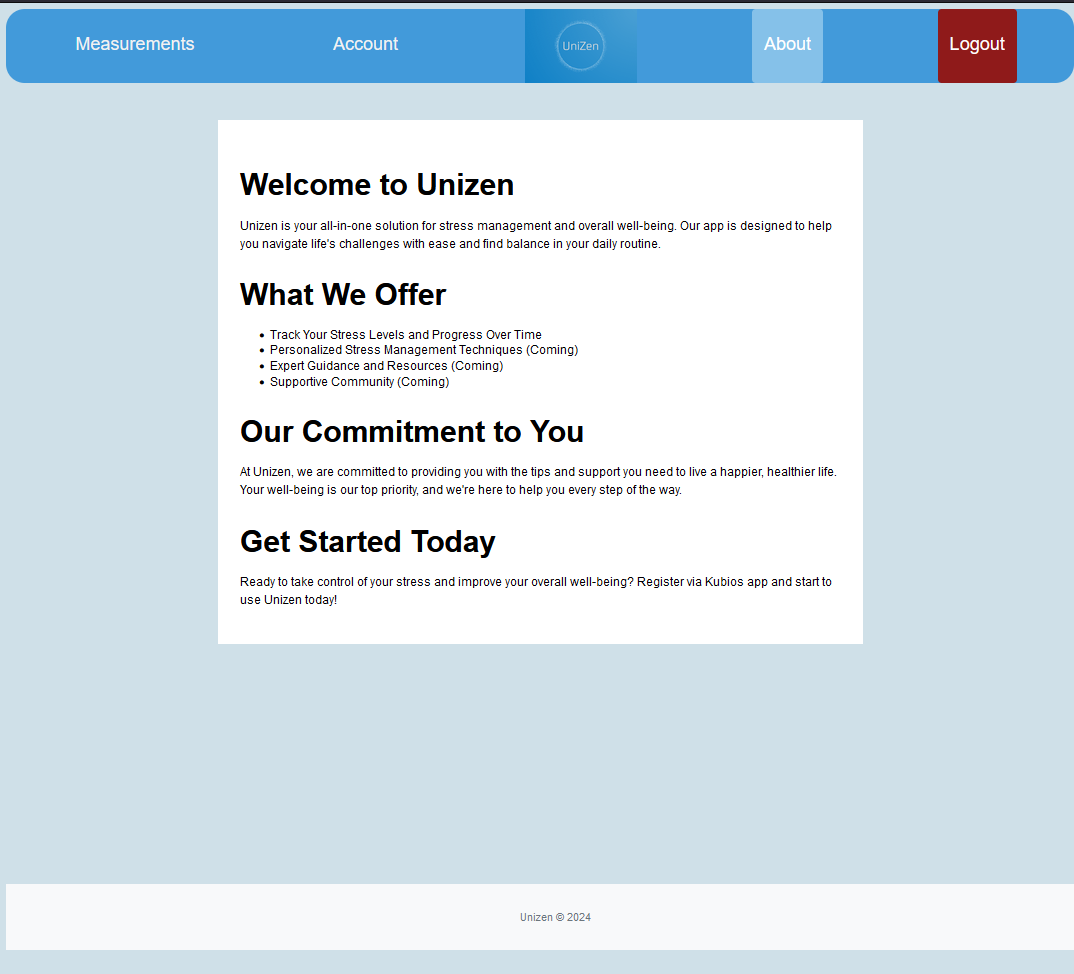 Measurements
Account
UniZen
About
Logout
Welcome to Unizen
Unizen is your all-in-one solution for stress management and overall well-being. Our app is designed to help
you navigate life's challenges with ease and find balance in your daily routine.
What We Offer
• Track Your Stress Levels and Progress Over Time
• Personalized Stress Management Techniques (Coming)
• Expert Guidance and Resources (Coming)
• Supportive Community (Coming)
Our Commitment to You
At Unizen, we are committed to providing you with the tips and support you need to live a happier, healthier life.
Your well-being is our top priority, and we're here to help you every step of the way.
Get Started Today
Ready to take control of your stress and improve your overall well-being? Register via Kubios app and start to
use Unizen today!
Unizen © 2024